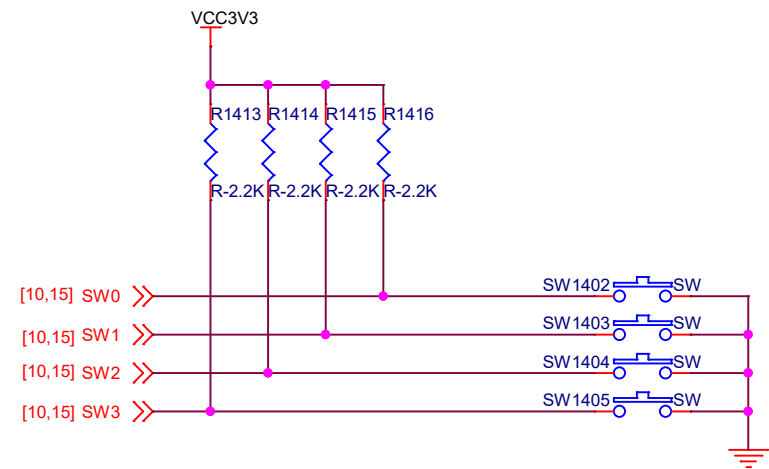 VCC3V3
R1413 R1414 R1415 R1416
R-2.2K R-2.2K R-2.2K R-2.2K
[10,15] SW0 SW1402 SW
[10,15] SW1 SW1403 SW
[10,15] SW2 SW1404 SW
[10,15] SW3 SW1405 SW